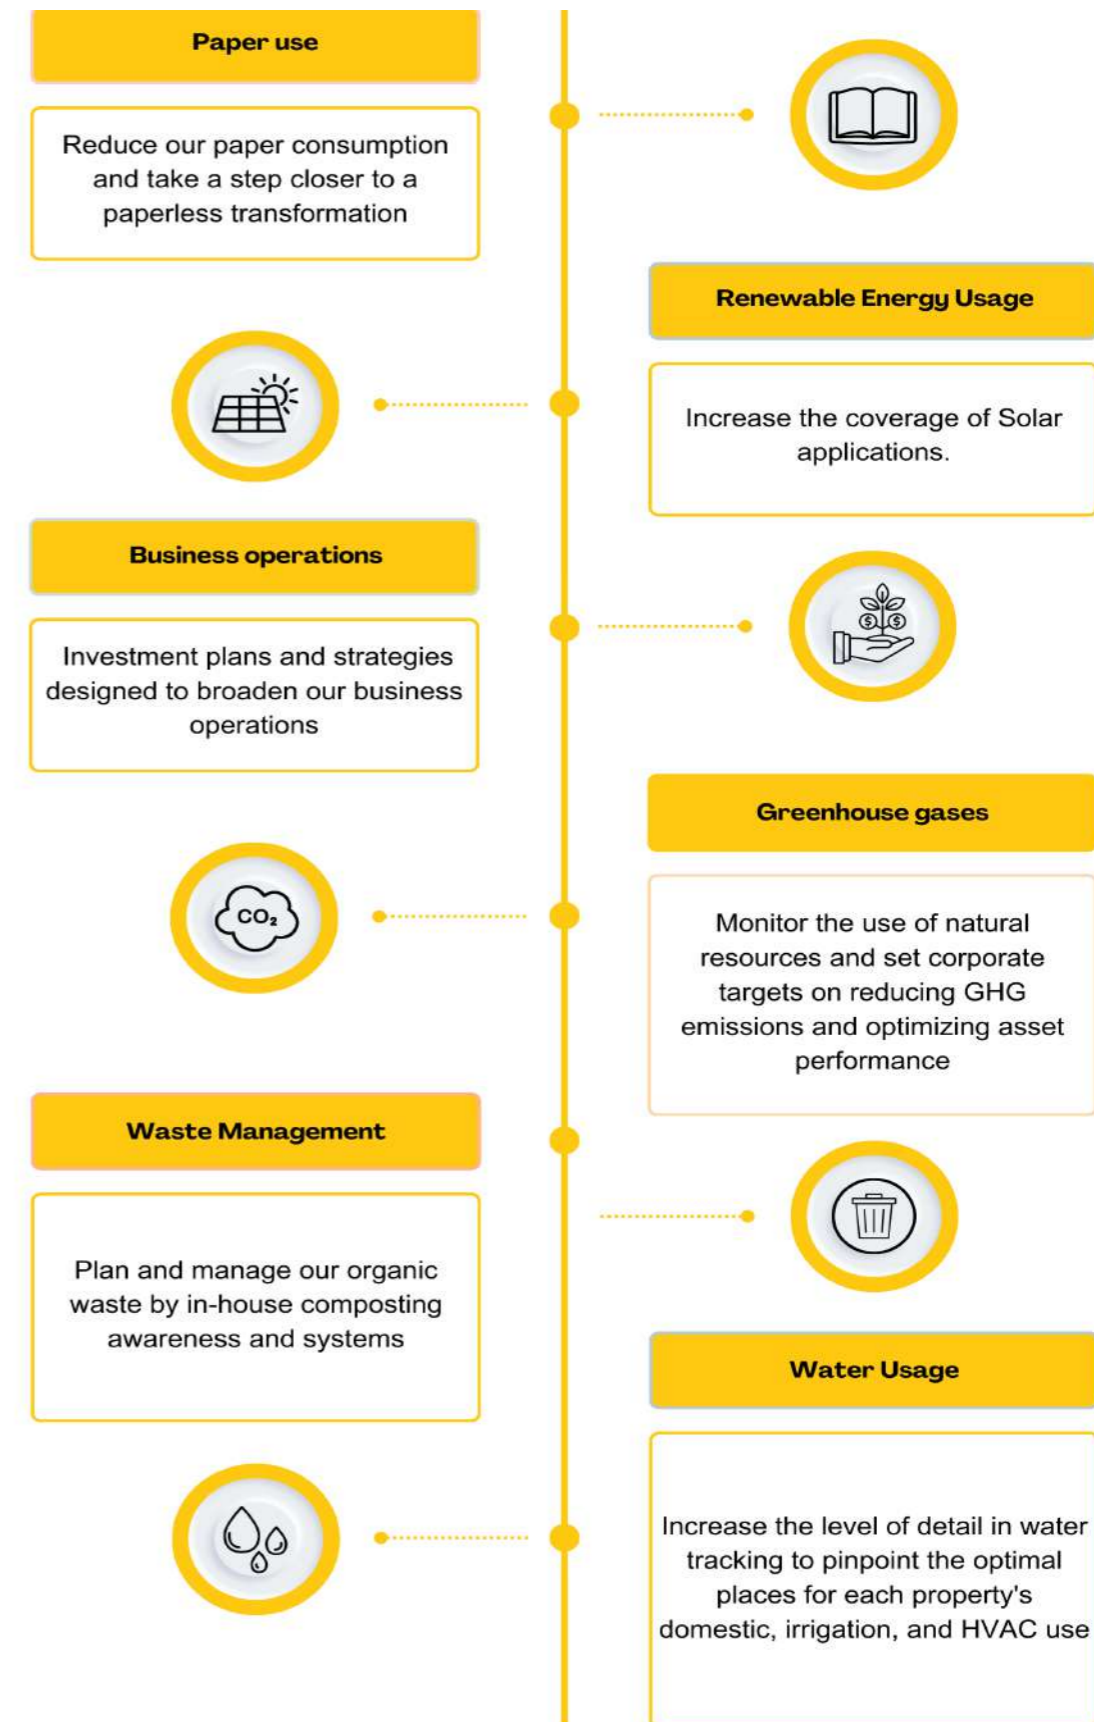 Paper use
Reduce our paper consumption
and take a step closer to a
paperless transformation
Renewable Energy Usage
Increase the coverage of Solar
applications.
Business operations
Investment plans and strategies
designed to broaden our business
operations
$ $
Greenhouse gases
Monitor the use of natural
resources and set corporate
targets on reducing GHG
emissions and optimizing asset
performance
CO₂
Waste Management
Plan and manage our organic
waste by in-house composting
awareness and systems
Water Usage
Increase the level of detail in water
tracking to pinpoint the optimal
places for each property's
domestic, irrigation, and HVAC use